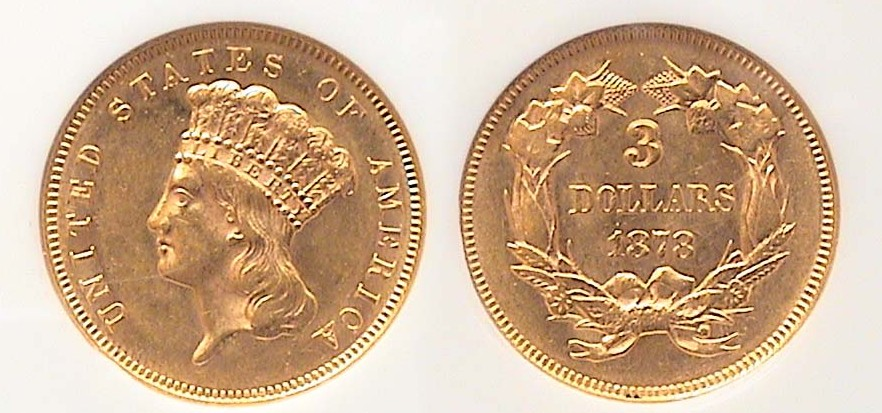 UNITED STATES OF AMERICA
LIBERTY
3
DOLLARS
1873